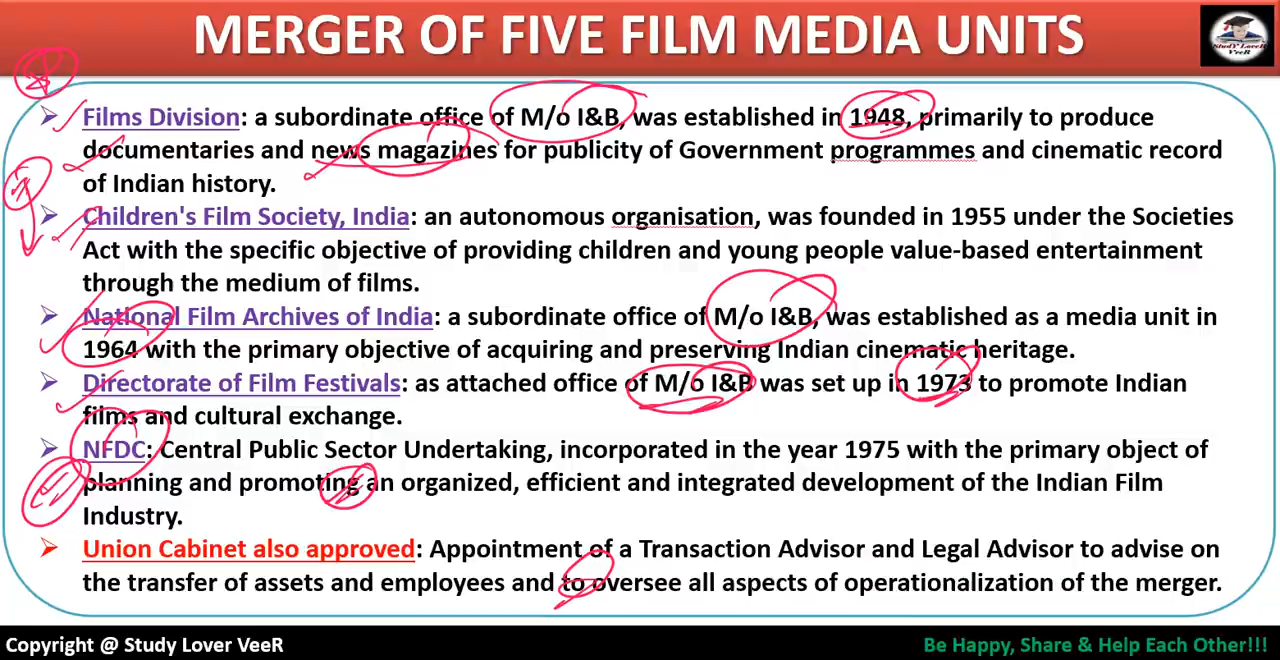 MERGER OF FIVE FILM MEDIA UNITS
StudY LoveR
VeeR
Films Division: a subordinate office of M/o I&B, was established in 1948, primarily to produce
documentaries and news magazines for publicity of Government programmes and cinematic record
of Indian history.
Children's Film Society, India: an autonomous organisation, was founded in 1955 under the Societies
Act with the specific objective of providing children and young people value-based entertainment
through the medium of films.
National Film Archives of India: a subordinate office of M/o I&B, was established as a media unit in
1964 with the primary objective of acquiring and preserving Indian cinematic heritage.
Directorate of Film Festivals: as attached office of M/o I&B was set up in 1973 to promote Indian
films and cultural exchange.
NFDC: Central Public Sector Undertaking, incorporated in the year 1975 with the primary object of
planning and promoting an organized, efficient and integrated development of the Indian Film
Industry.
Union Cabinet also approved: Appointment of a Transaction Advisor and Legal Advisor to advise on
the transfer of assets and employees and to oversee all aspects of operationalization of the merger.
Copyright @ Study Lover VeeR
Be Happy, Share & Help Each Other!!!